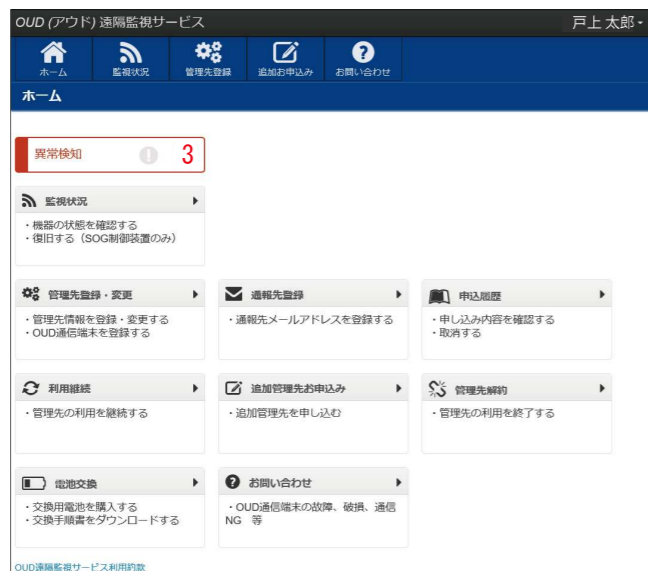 OUD (アウド) 遠隔監視サービス
戸上 太郎
ホーム
監視状況
管理先登録
追加お申込み
お問い合わせ
ホーム
異常検知 3
監視状況
・機器の状態を確認する
・復旧する（SOG制御装置のみ）
管理先登録・変更
・管理先情報を登録・変更する
・OUD通信端末を登録する
通報先登録
・通報先メールアドレスを登録する
申込履歴
・申し込み内容を確認する
・取消する
利用継続
・管理先の利用を継続する
追加管理先お申込み
・追加管理先を申し込む
管理先解約
・管理先の利用を終了する
電池交換
・交換用電池を購入する
・交換手順書をダウンロードする
お問い合わせ
・OUD通信端末の故障、破損、通信
NG 等
OUD遠隔監視サービス利用約款